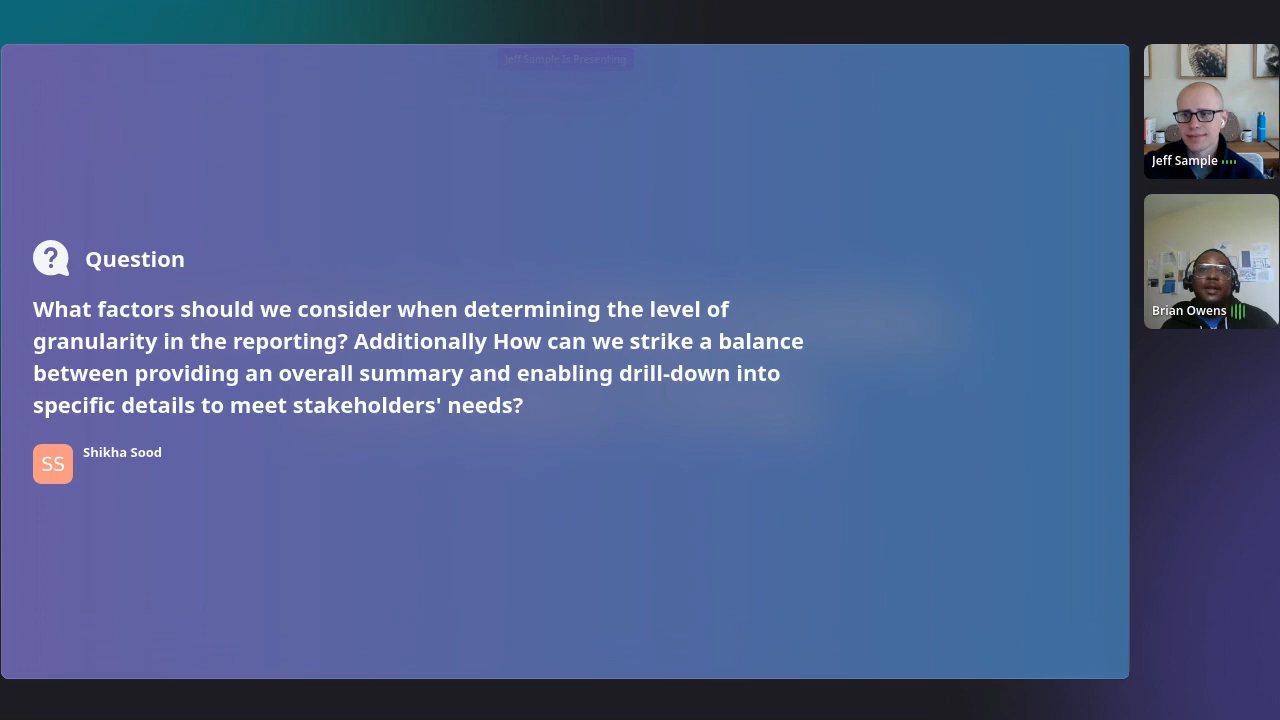 Jeff Sample Is Presenting
Question
What factors should we consider when determining the level of
granularity in the reporting? Additionally How can we strike a balance
between providing an overall summary and enabling drill-down into
specific details to meet stakeholders' needs?
SS
Shikha Sood
Jeff Sample
Brian Owens